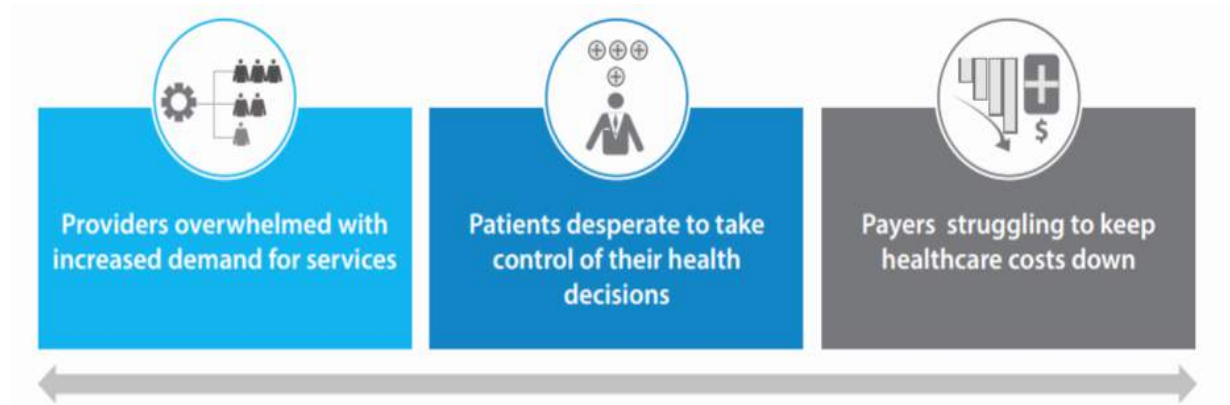 $
Providers overwhelmed with
increased demand for services
Patients desperate to take
control of their health
decisions
Payers struggling to keep
healthcare costs down